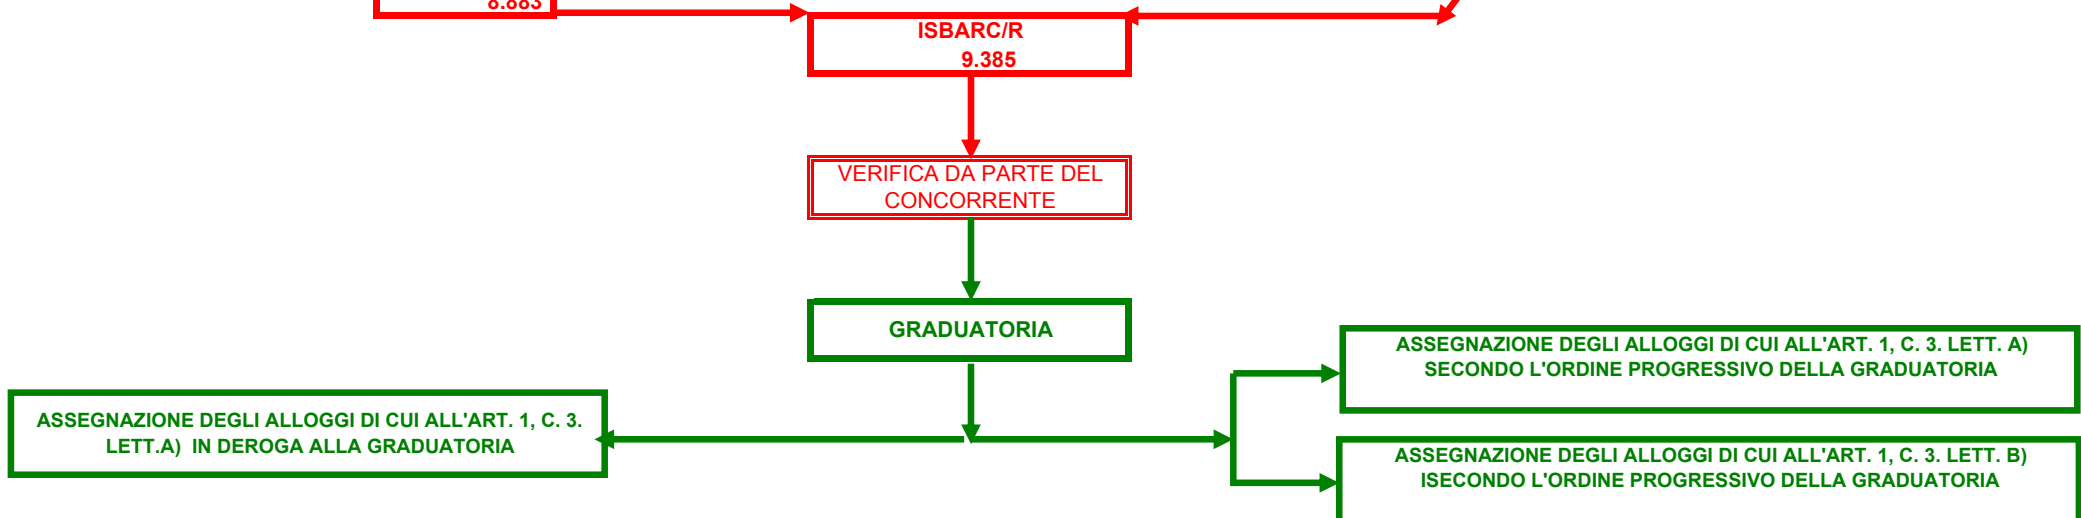 8.883
ISBARC/R
9.385
VERIFICA DA PARTE DEL
CONCORRENTE
GRADUATORIA
ASSEGNAZIONE DEGLI ALLOGGI DI CUI ALL'ART. 1, C. 3. LETT. A)
SECONDO L'ORDINE PROGRESSIVO DELLA GRADUATORIA
ASSEGNAZIONE DEGLI ALLOGGI DI CUI ALL'ART. 1, C. 3.
LETT.A) IN DEROGA ALLA GRADUATORIA
ASSEGNAZIONE DEGLI ALLOGGI DI CUI ALL'ART. 1, C. 3. LETT. B)
ISECONDO L'ORDINE PROGRESSIVO DELLA GRADUATORIA